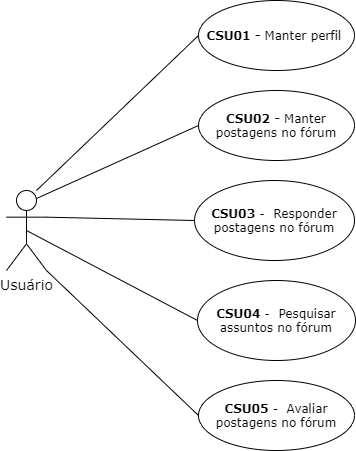 CSU01 - Manter perfil
CSU02 - Manter
postagens no fórum
CSU03 - Responder
postagens no fórum
Usuário
CSU04 - Pesquisar
assuntos no fórum
CSU05 - Avaliar
postagens no fórum